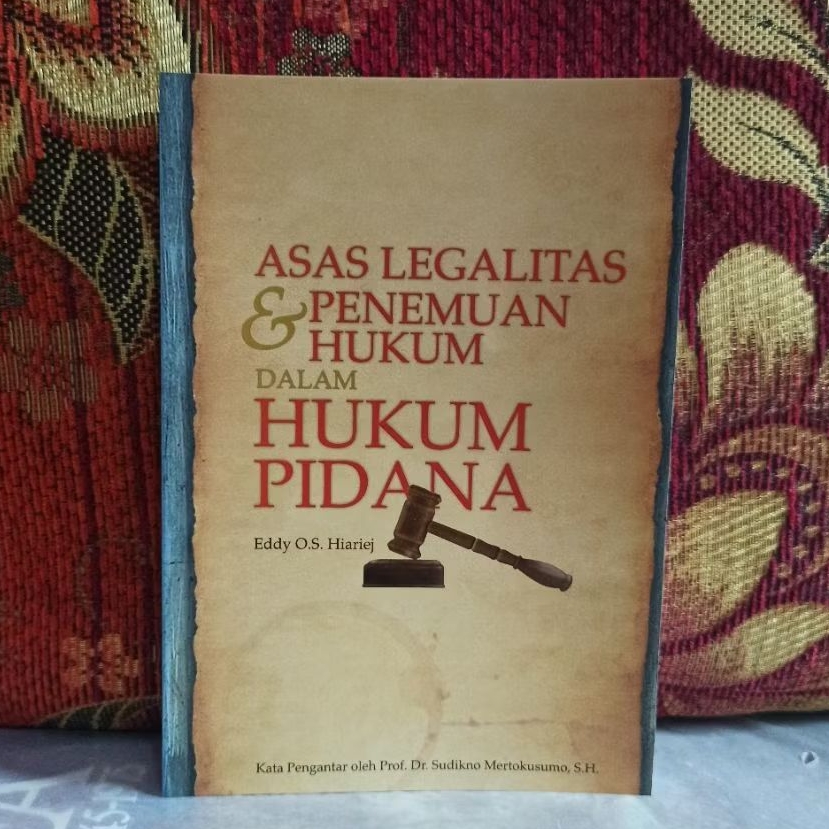 ASAS LEGALITAS
& PENEMUAN
HUKUM
DALAM
HUKUM
PIDANA
Eddy O.S. Hiariej
Kata Pengantar oleh Prof. Dr. Sudikno Mertokusumo, S.H.